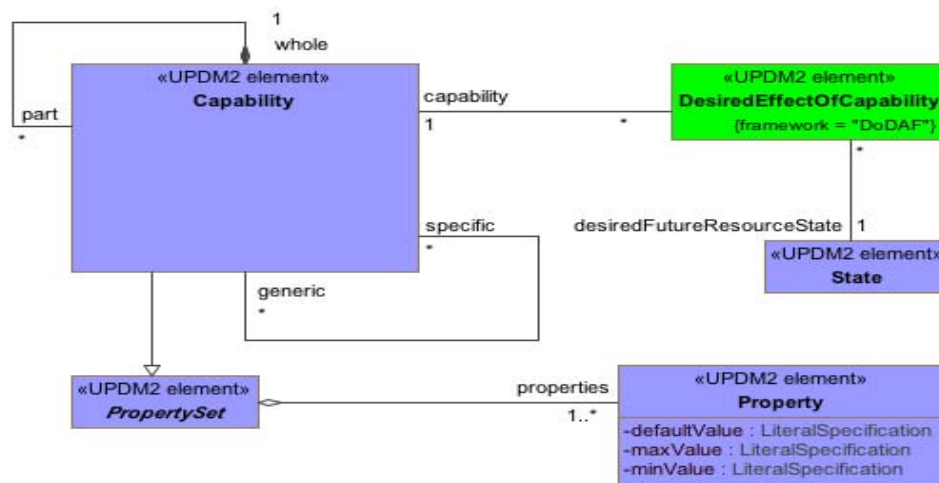 1
whole
«UPDM2 element»
Capability
part
*
capability
1
*
«UPDM2 element»
DesiredEffectOfCapability
{framework = "DoDAF"}
*
desiredFutureResourceState
1
«UPDM2 element»
State
specific
*
generic
*
«UPDM2 element»
PropertySet
properties
1..*
«UPDM2 element»
Property
-defaultValue : LiteralSpecification
-maxValue : LiteralSpecification
-minValue : LiteralSpecification